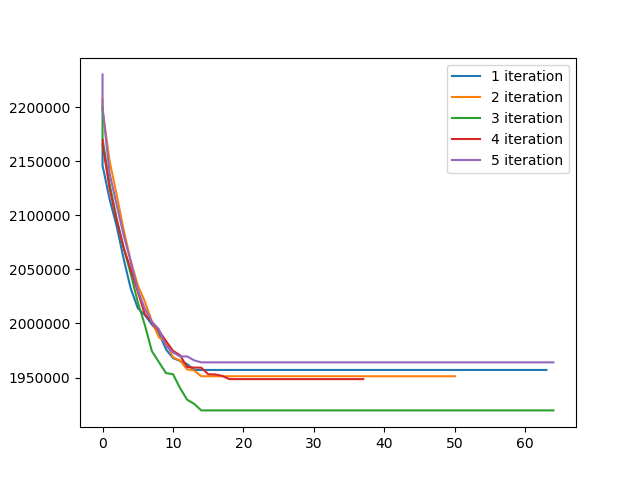 1 iteration
2 iteration
3 iteration
4 iteration
5 iteration
2200000
2150000
2100000
2050000
2000000
1950000
0 10 20 30 40 50 60